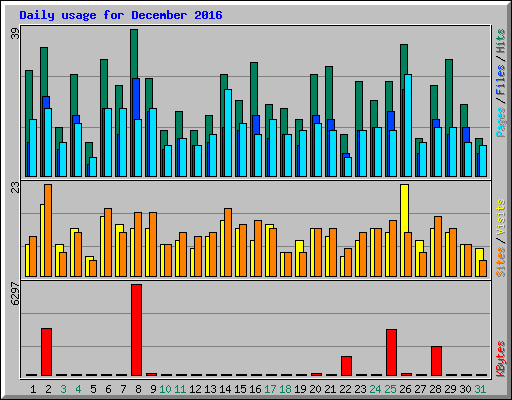 Daily usage for December 2016
39
Pages / Files / Hits
23
Sites / Visits
6297
KBytes
1 2 3 4 5 6 7 8 9 10 11 12 13 14 15 16 17 18 19 20 21 22 23 24 25 26 27 28 29 30 31